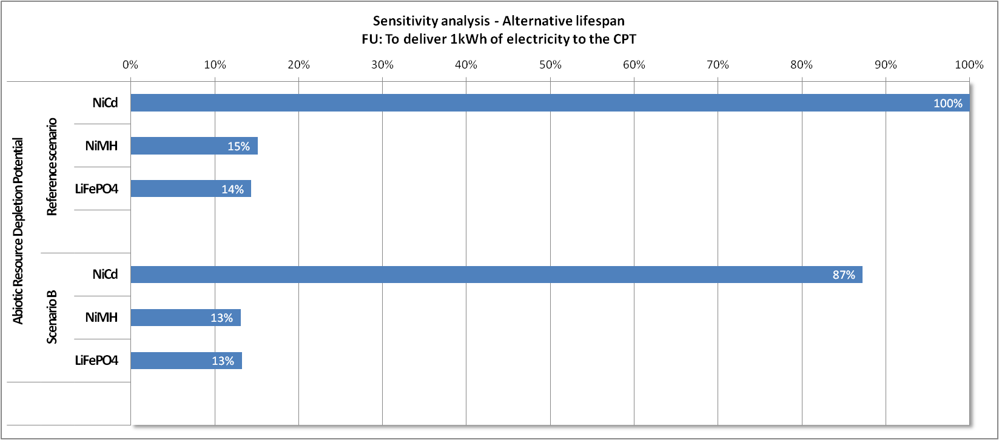 Sensitivity analysis - Alternative lifespan
FU: To deliver 1kWh of electricity to the CPT
0% 10% 20% 30% 40% 50% 60% 70% 80% 90% 100%
Abiotic Resource Depletion Potential
Reference scenario
NiCd 100%
NiMH 15%
LiFePO4 14%
Scenario B
NiCd 87%
NiMH 13%
LiFePO4 13%